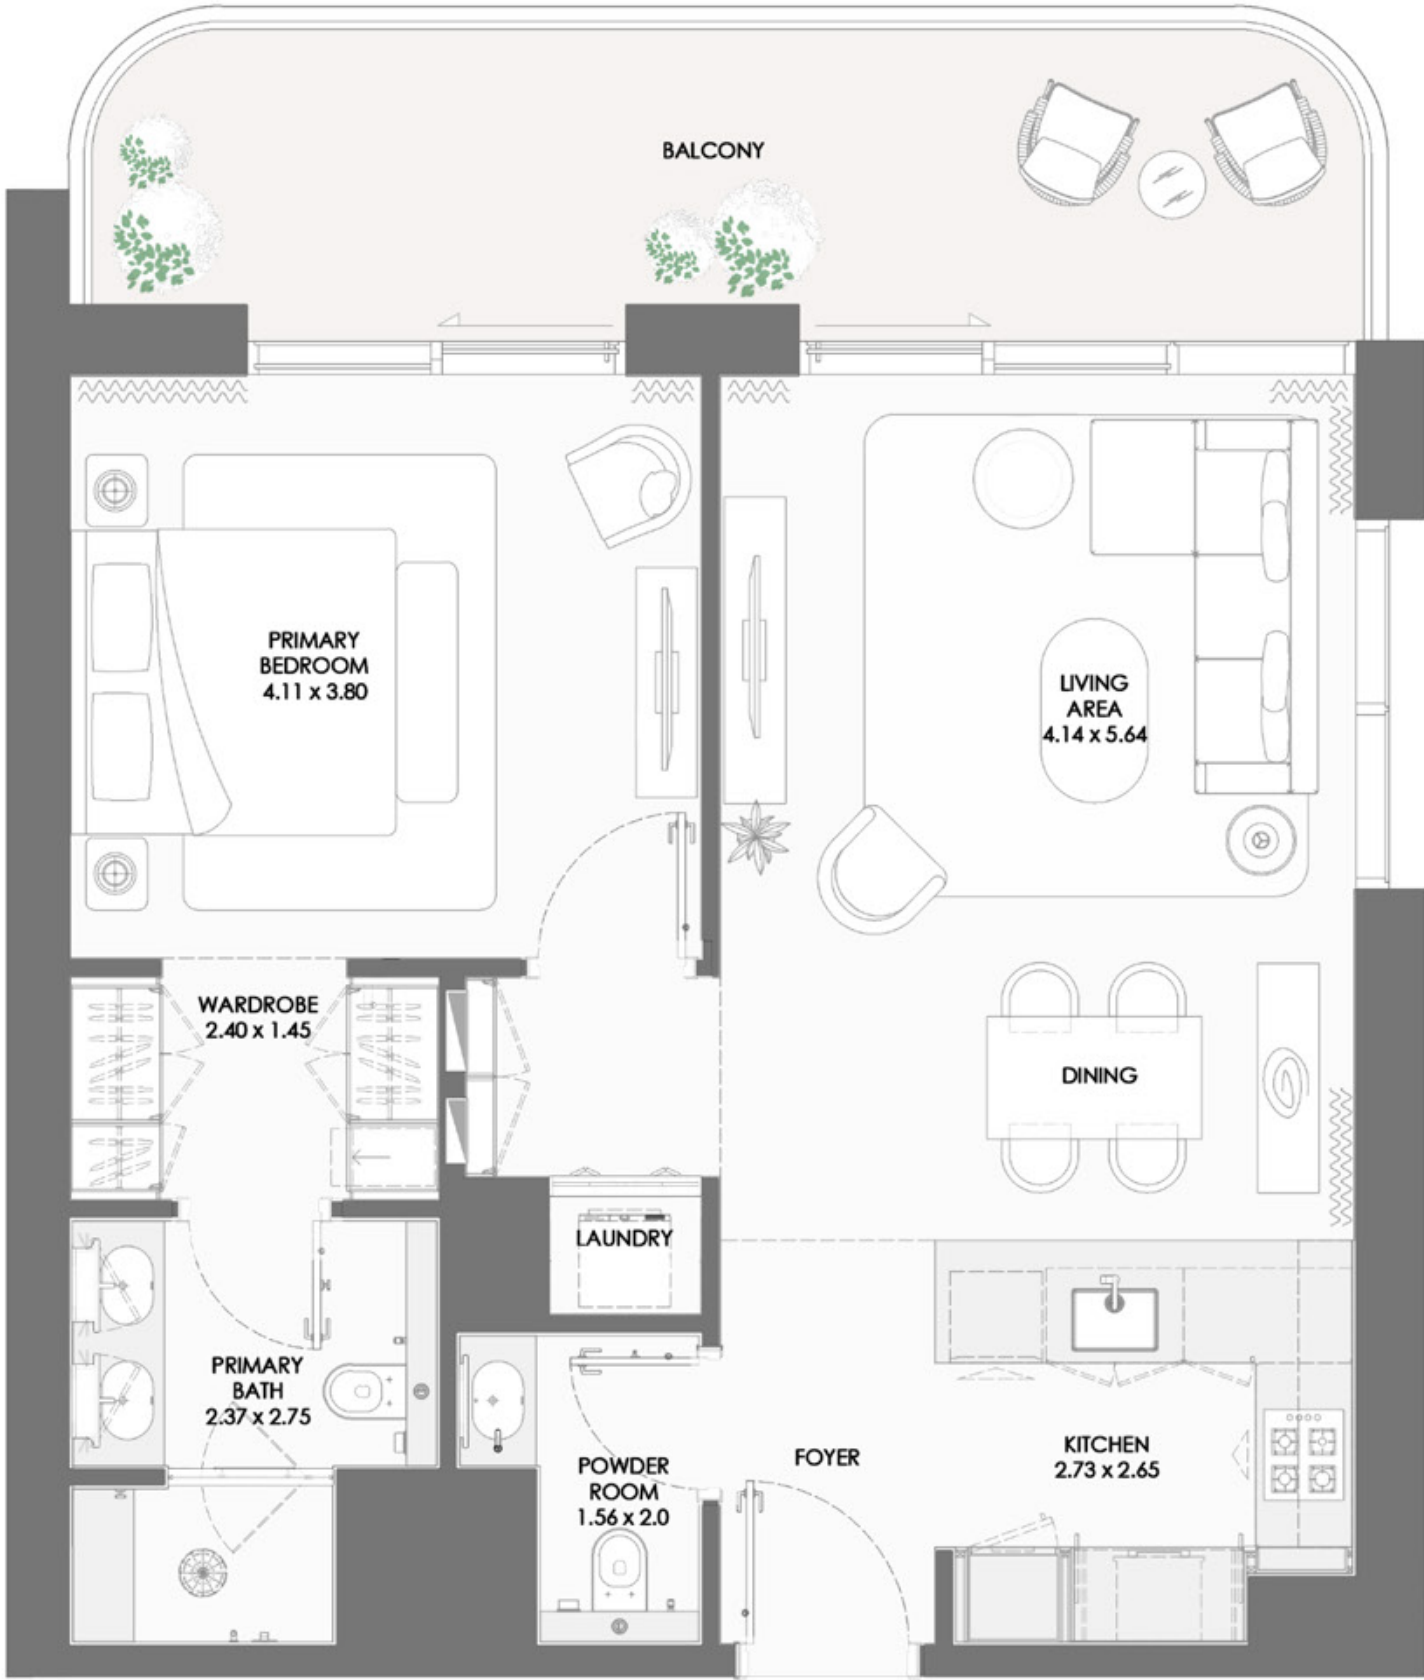 BALCONY
PRIMARY
BEDROOM
4.11 x 3.80
LIVING
AREA
4.14 x 5.64
WARDROBE
2.40 x 1.45
DINING
LAUNDRY
PRIMARY
BATH
2.37 x 2.75
POWDER
ROOM
1.56 x 2.0
FOYER
KITCHEN
2.73 x 2.65